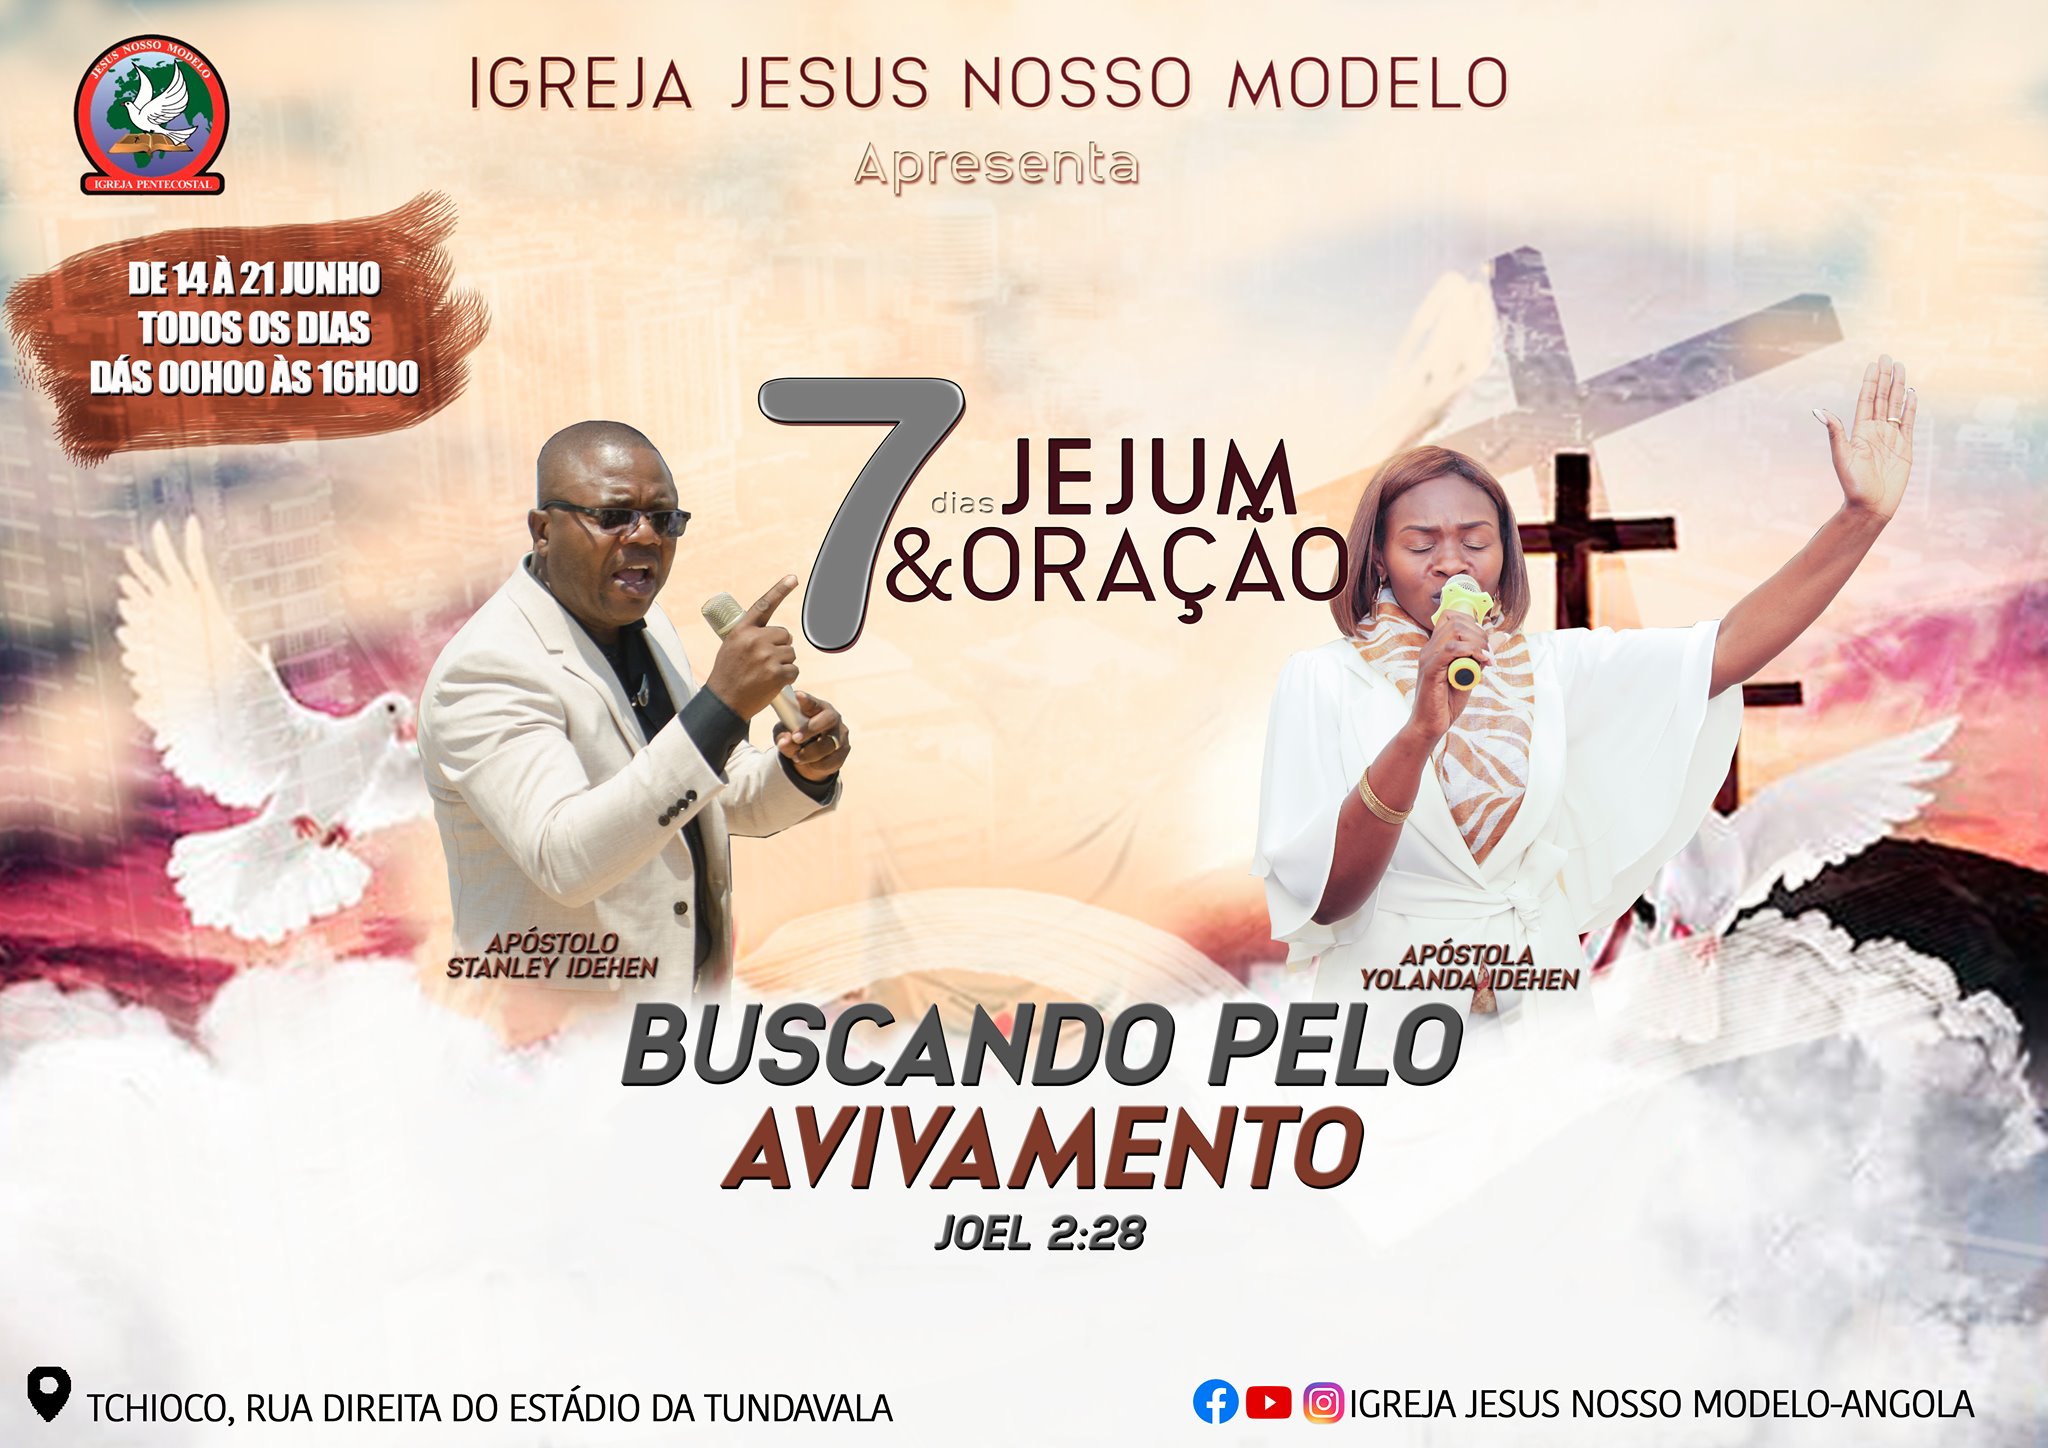 JESUS NOSSO MODELO
IGREJA PENTECOSTAL
IGREJA JESUS NOSSO MODELO
Apresenta
DE 14 À 21 JUNHO
TODOS OS DIAS
DÁS 00H00 ÀS 16H00
7 dias JEJUM
&ORAÇÃO
APÓSTOLO
STANLEY IDEHEN
APÓSTOLA
YOLANDA IDEHEN
BUSCANDO PELO
AVIVAMENTO
JOEL 2:28
TCHIOCO, RUA DIREITA DO ESTÁDIO DA TUNDAVALA
IGREJA JESUS NOSSO MODELO-ANGOLA